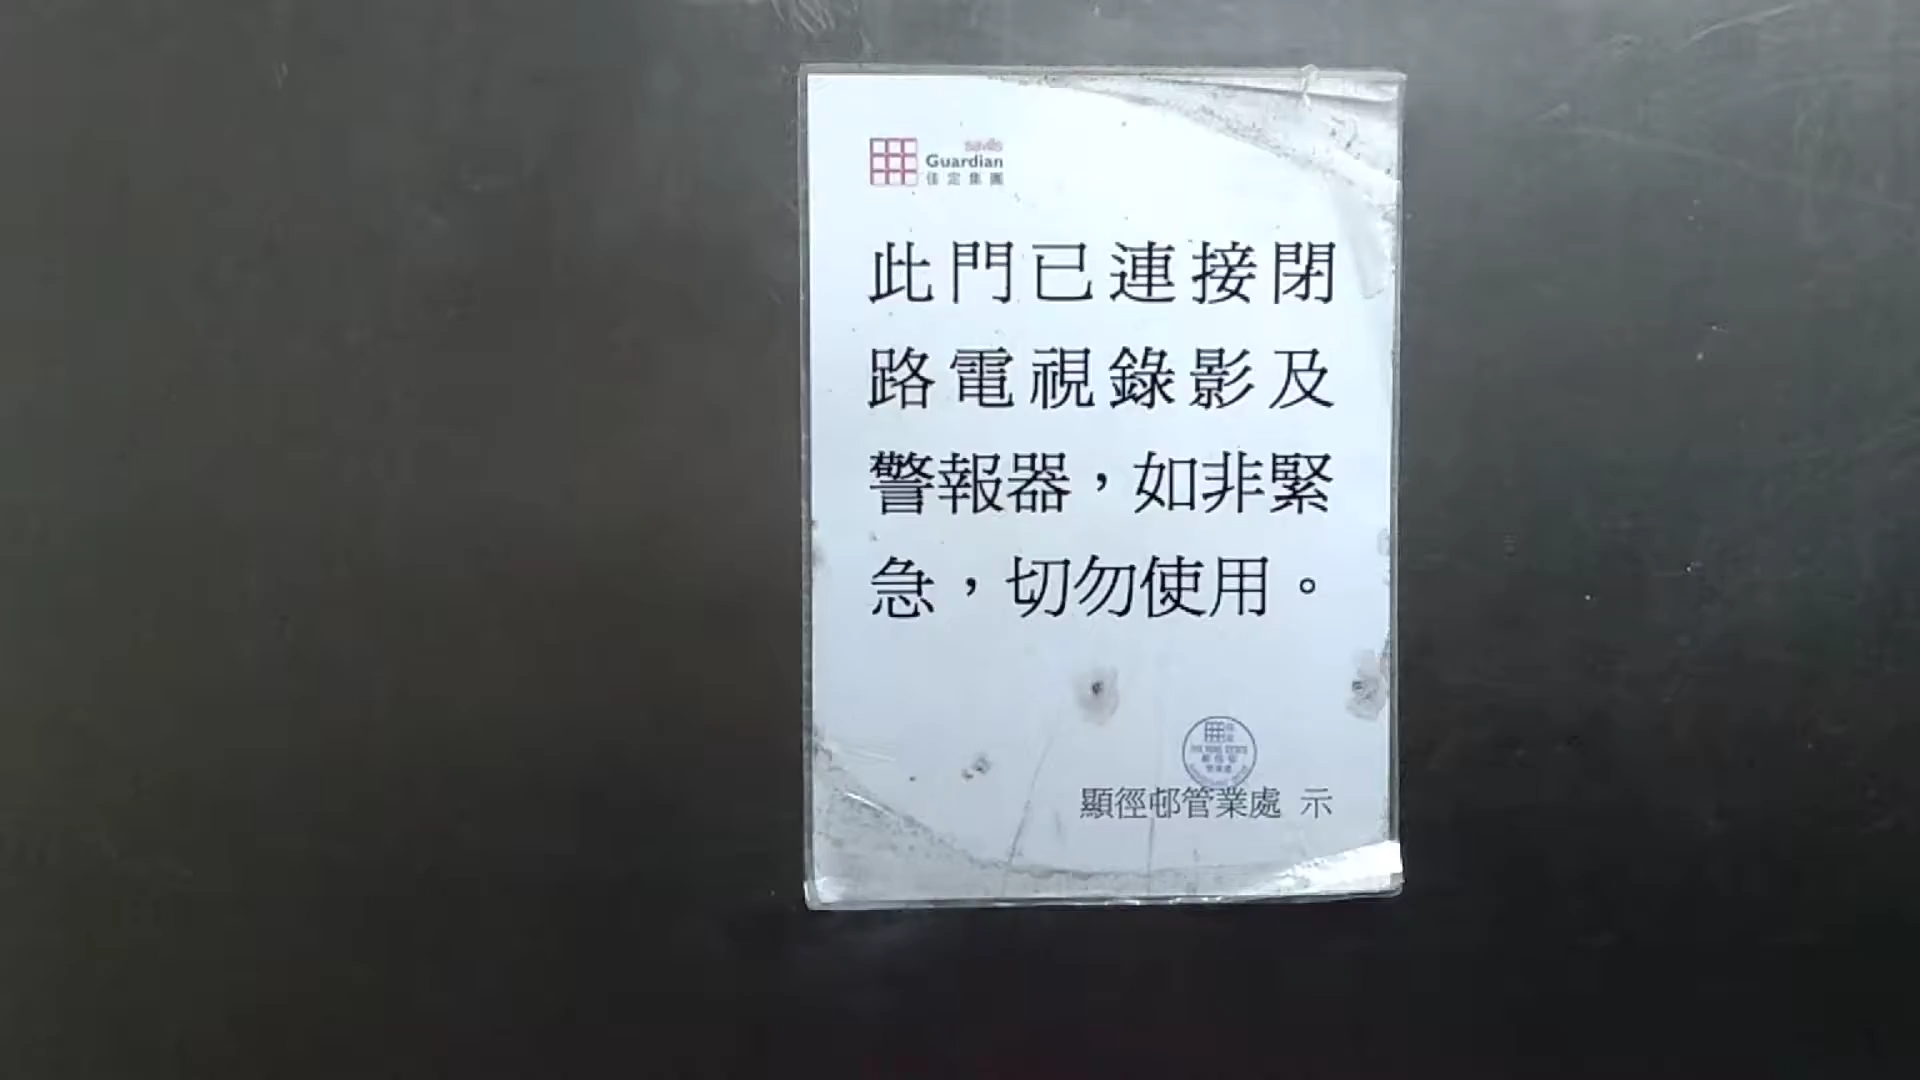 savills
Guardian
佳定集團
此門已連接閉
路電視錄影及
警報器，如非緊
急，切勿使用。
顯徑邨管業處 示